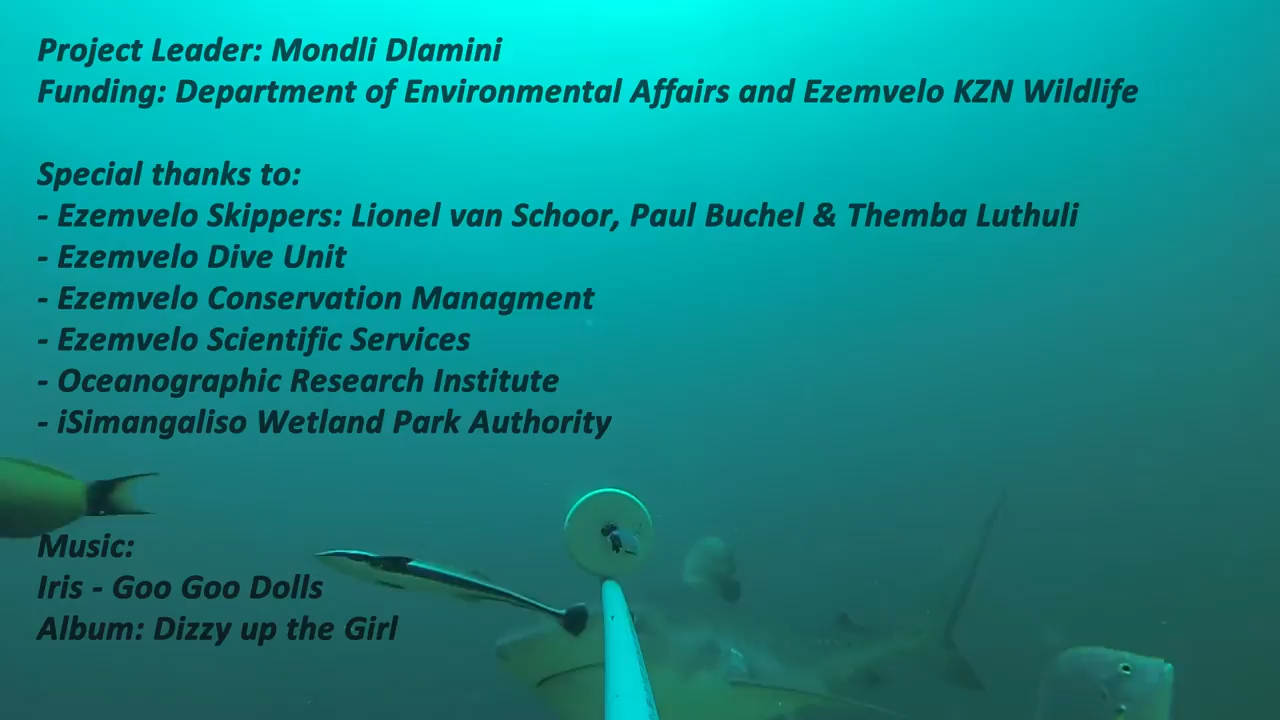 Project Leader: Mondli Dlamini
Funding: Department of Environmental Affairs and Ezemvelo KZN Wildlife
Special thanks to:
- Ezemvelo Skippers: Lionel van Schoor, Paul Buchel & Themba Luthuli
- Ezemvelo Dive Unit
- Ezemvelo Conservation Managment
- Ezemvelo Scientific Services
- Oceanographic Research Institute
- iSimangaliso Wetland Park Authority
Music:
Iris - Goo Goo Dolls
Album: Dizzy up the Girl